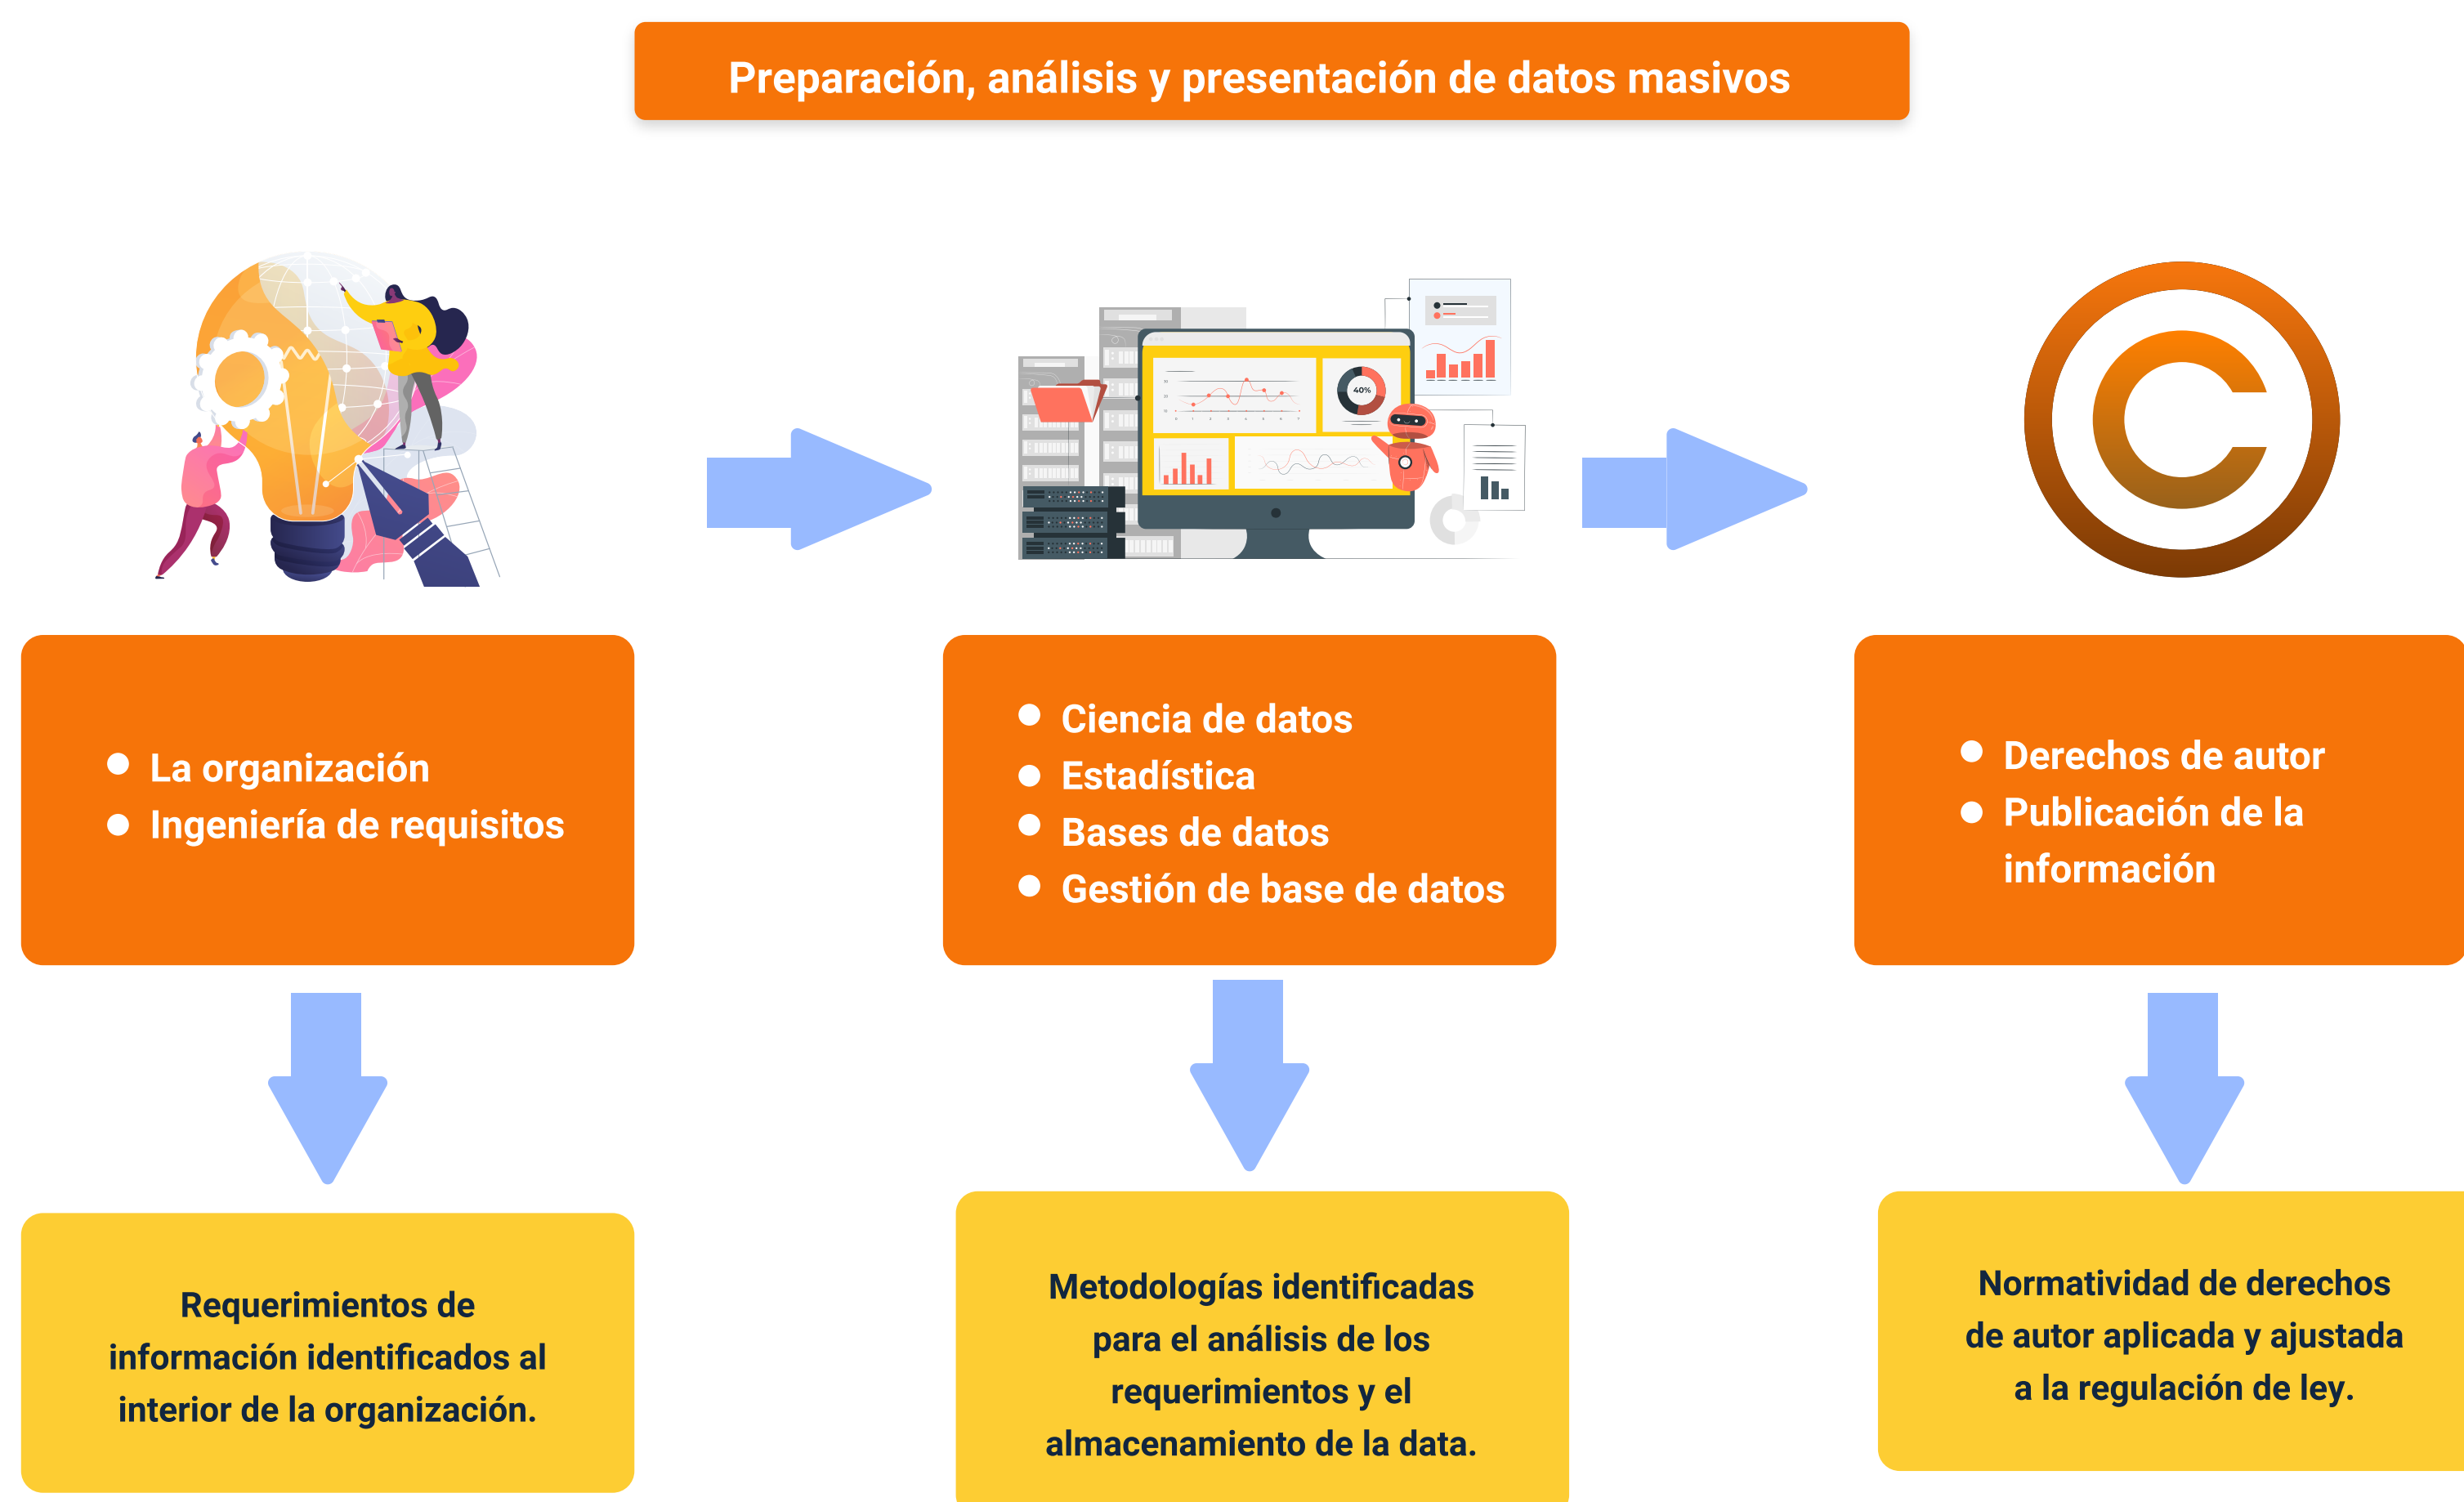 Preparación, análisis y presentación de datos masivos
40%
La organización
Ingeniería de requisitos
Ciencia de datos
Estadística
Bases de datos
Gestión de base de datos
Derechos de autor
Publicación de la
información
Requerimientos de
información identificados al
interior de la organización.
Metodologías identificadas
para el análisis de los
requerimientos y el
almacenamiento de la data.
Normatividad de derechos
de autor aplicada y ajustada
a la regulación de ley.